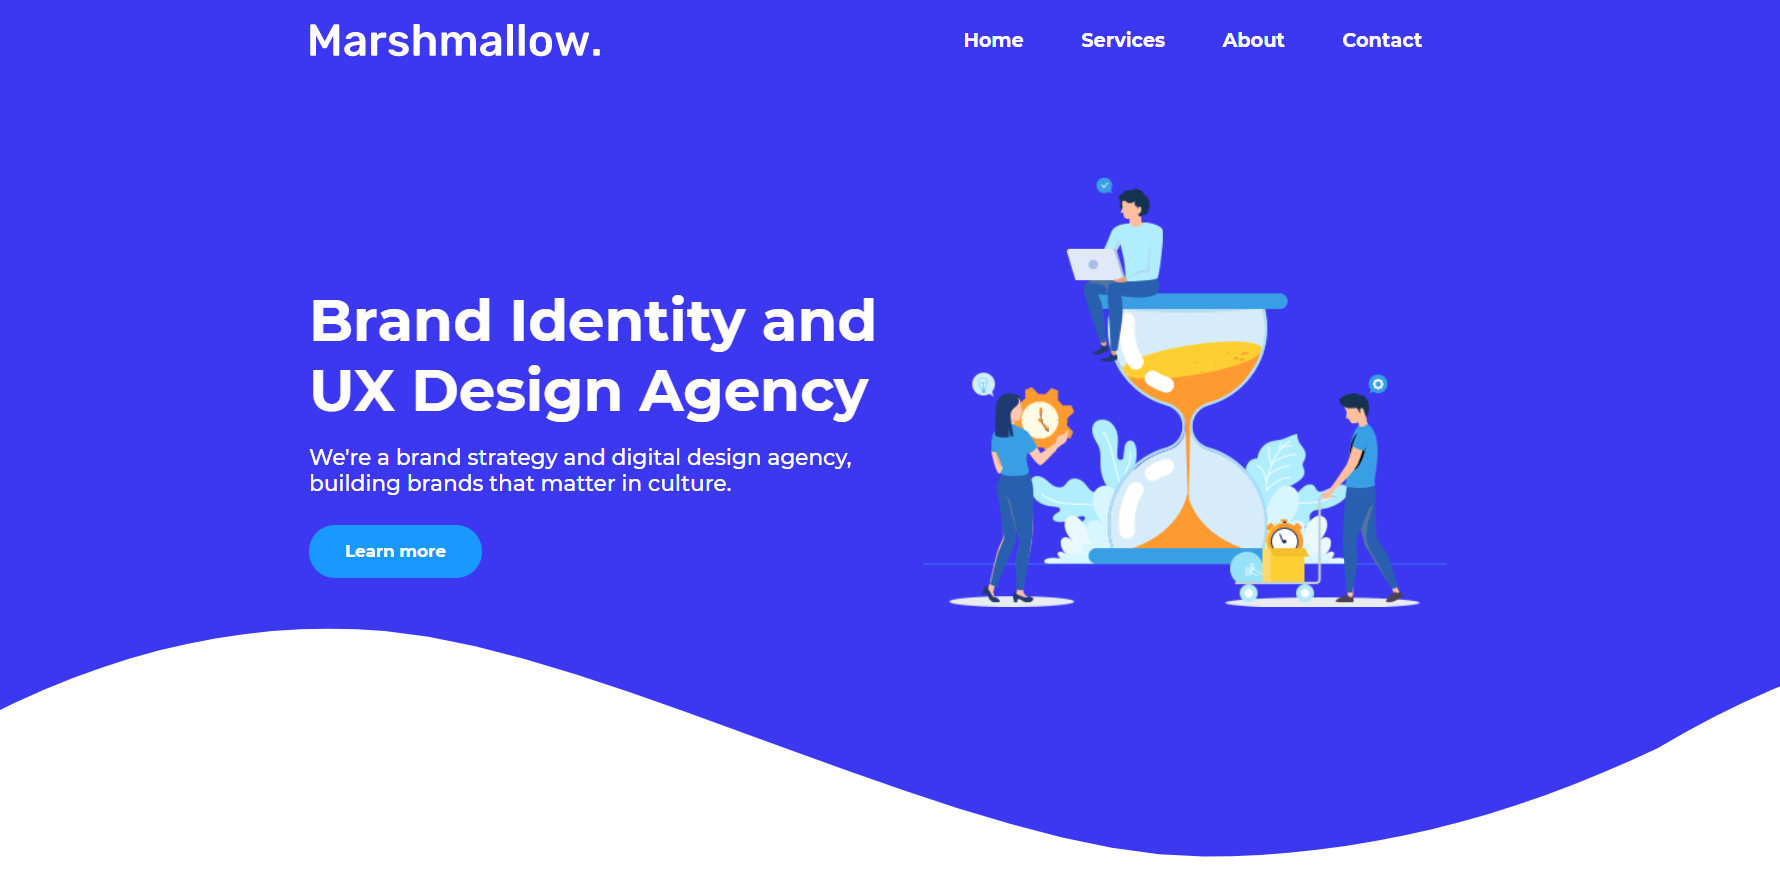 Marshmallow.
Home Services About Contact
Brand Identity and
UX Design Agency
We're a brand strategy and digital design agency,
building brands that matter in culture.
Learn more